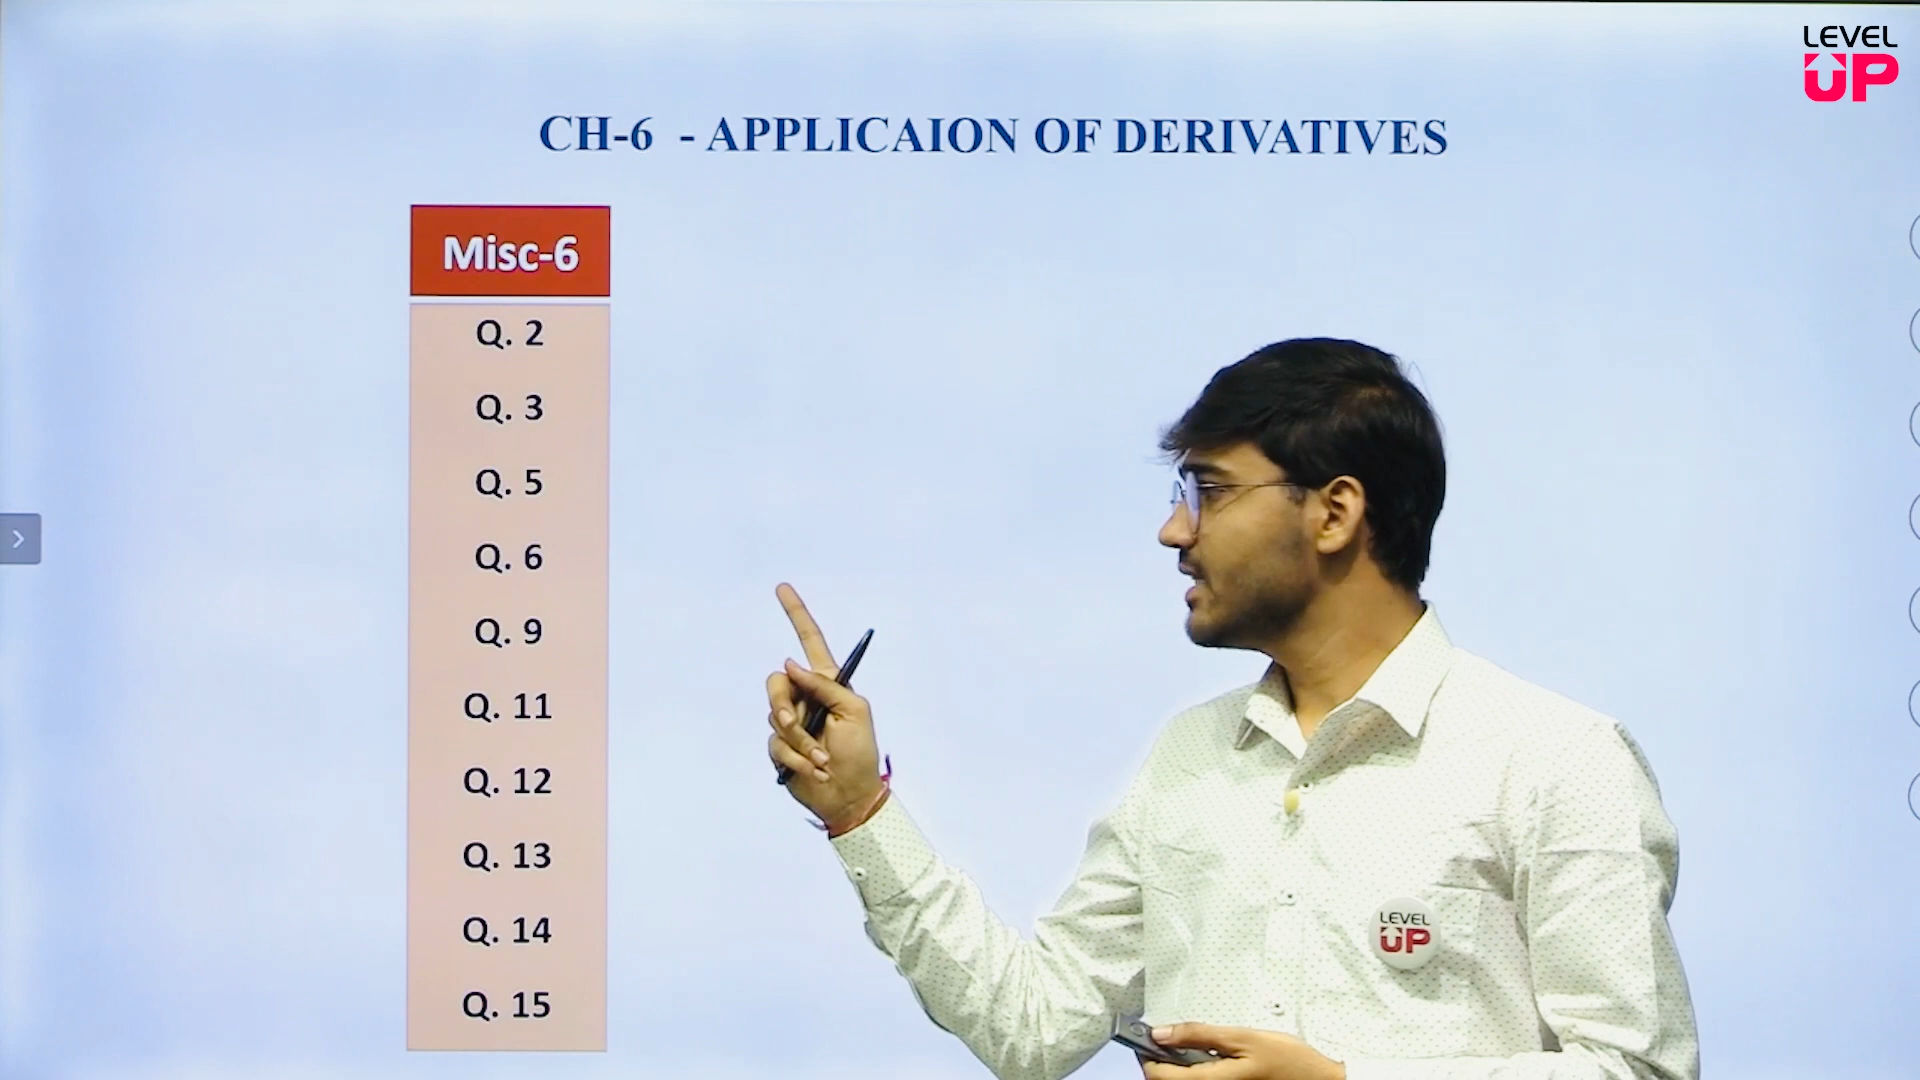 LEVEL
UP
CH-6 - APPLICAION OF DERIVATIVES
Misc-6
Q. 2
Q. 3
Q. 5
Q. 6
Q. 9
Q. 11
Q. 12
Q. 13
Q. 14
Q. 15
LEVEL
UP